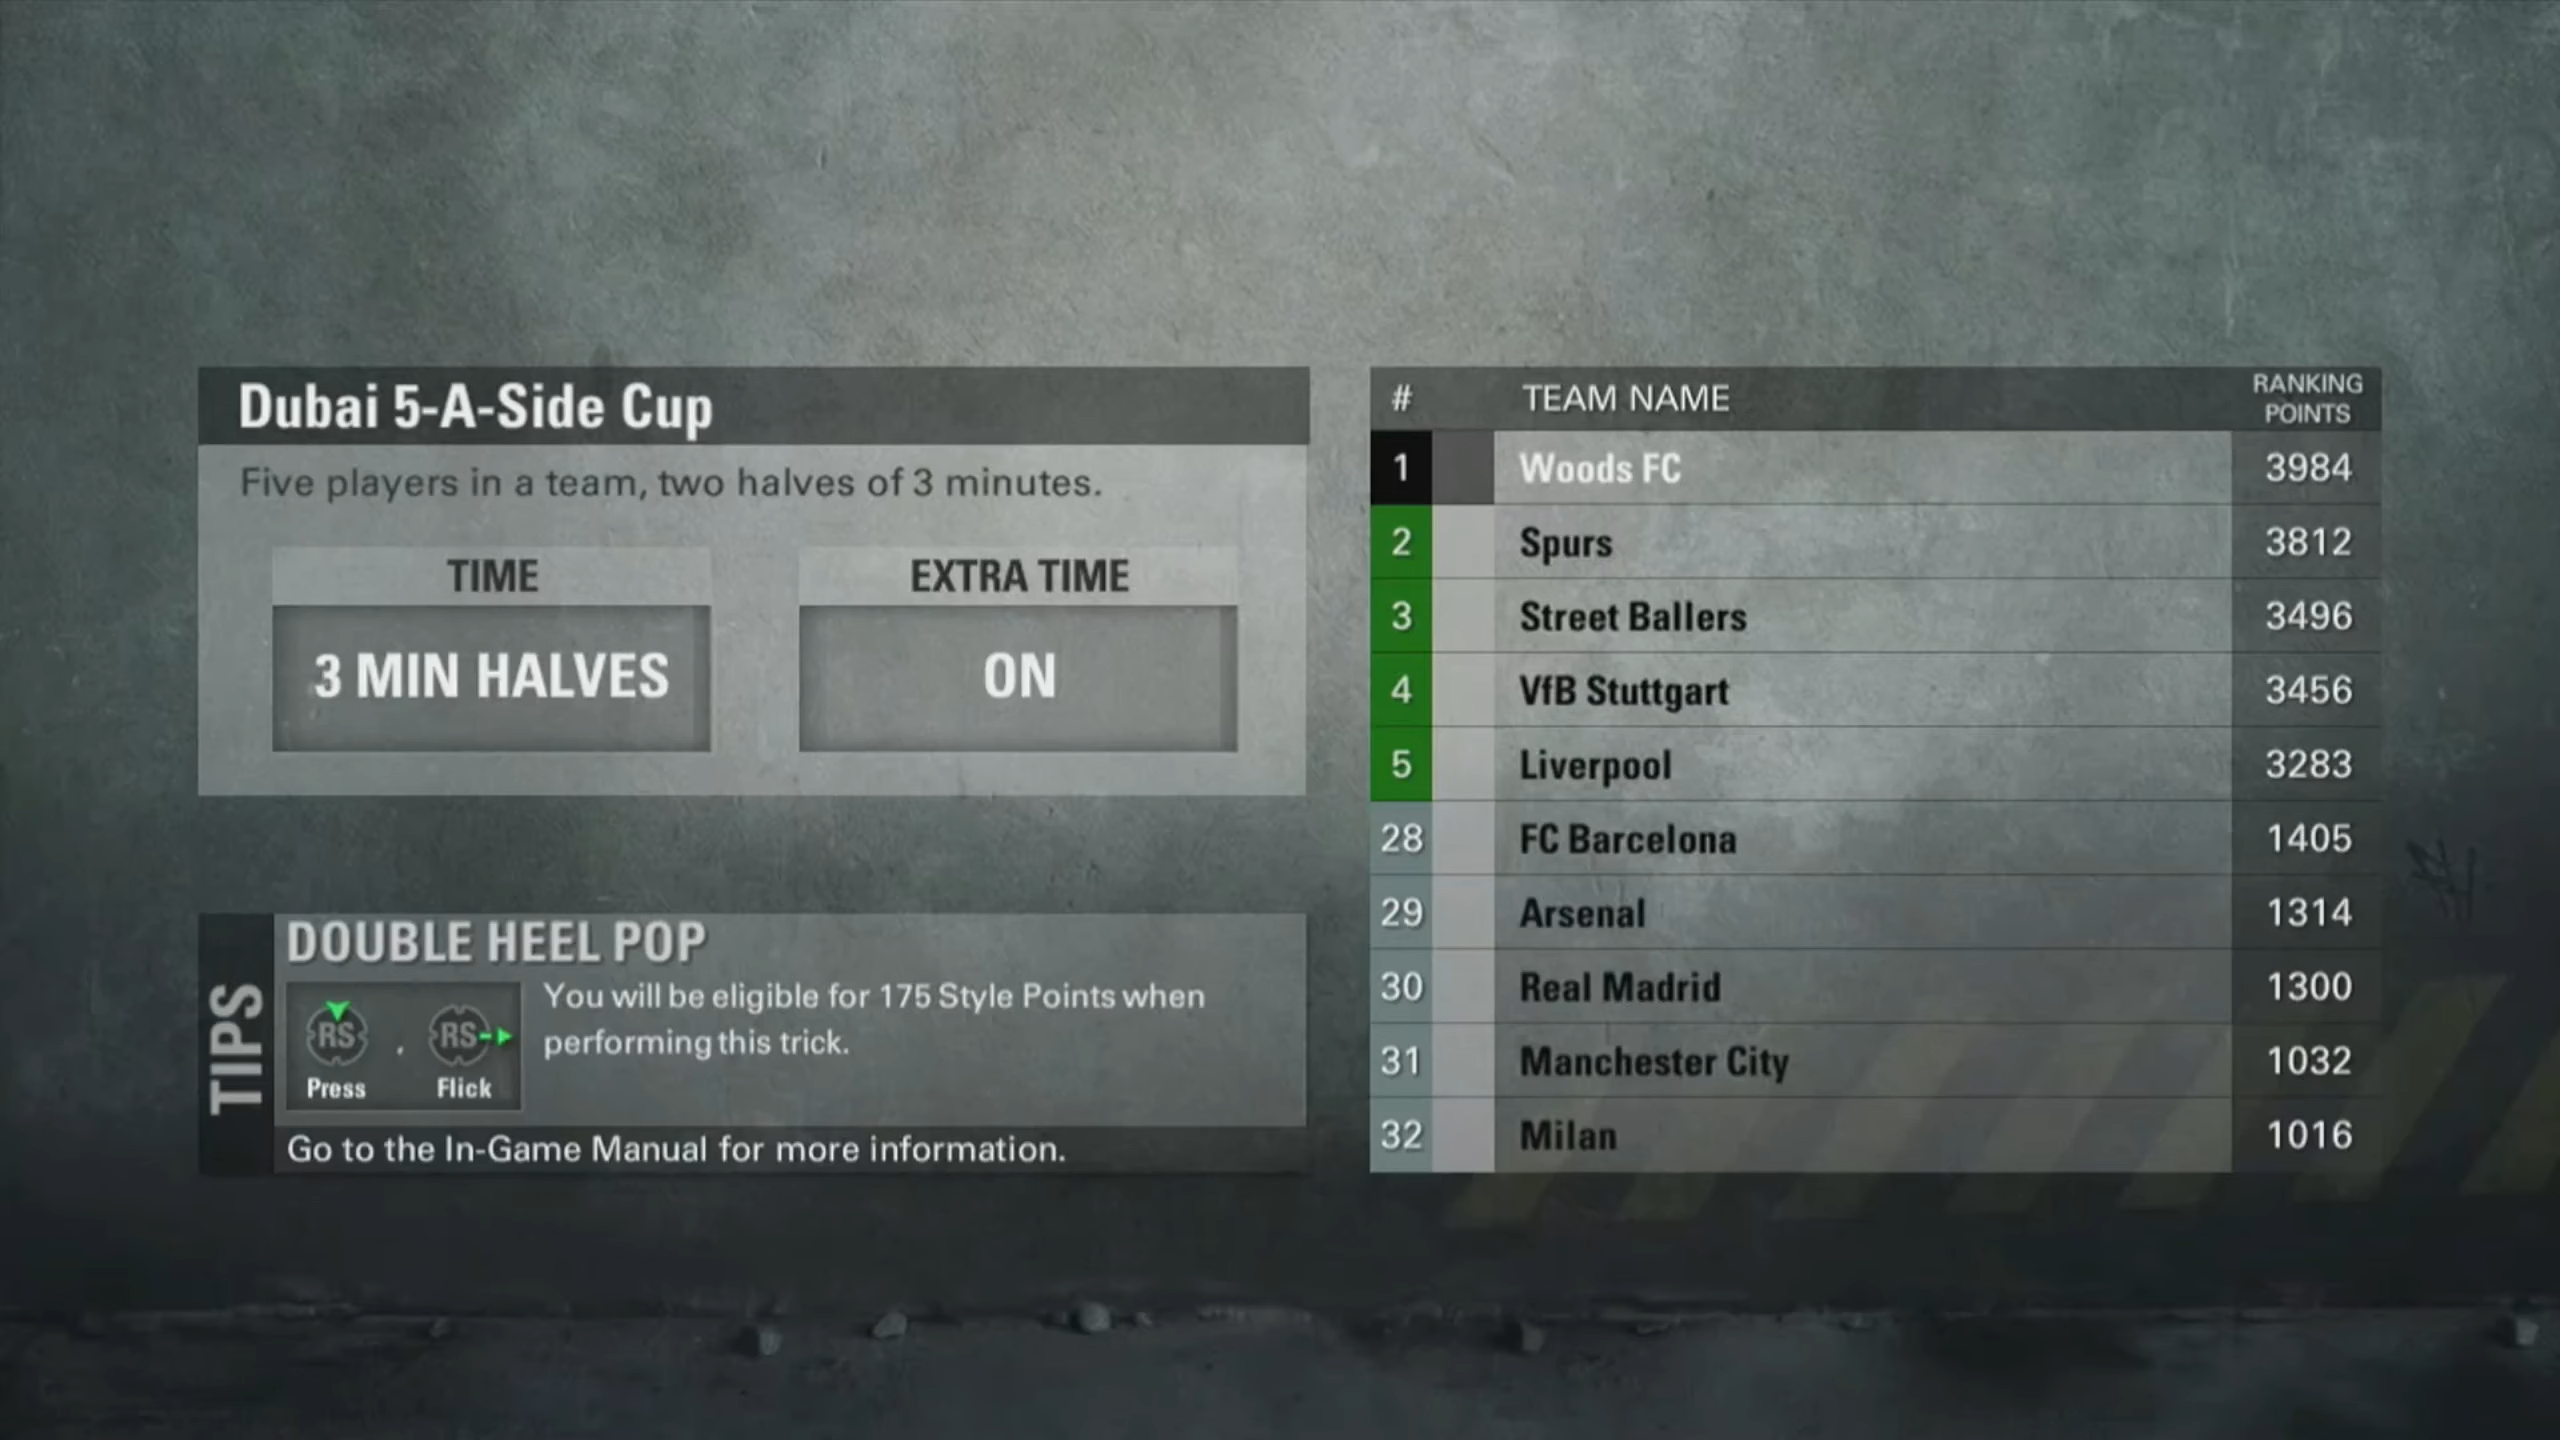 Dubai 5-A-Side Cup
Five players in a team, two halves of 3 minutes.
TIME
3 MIN HALVES
EXTRA TIME
ON
TIPS
DOUBLE HEEL POP
RS , RS
Press Flick
You will be eligible for 175 Style Points when
performing this trick.
Go to the In-Game Manual for more information.
# TEAM NAME RANKING POINTS
1 Woods FC 3984
2 Spurs 3812
3 Street Ballers 3496
4 VfB Stuttgart 3456
5 Liverpool 3283
28 FC Barcelona 1405
29 Arsenal 1314
30 Real Madrid 1300
31 Manchester City 1032
32 Milan 1016